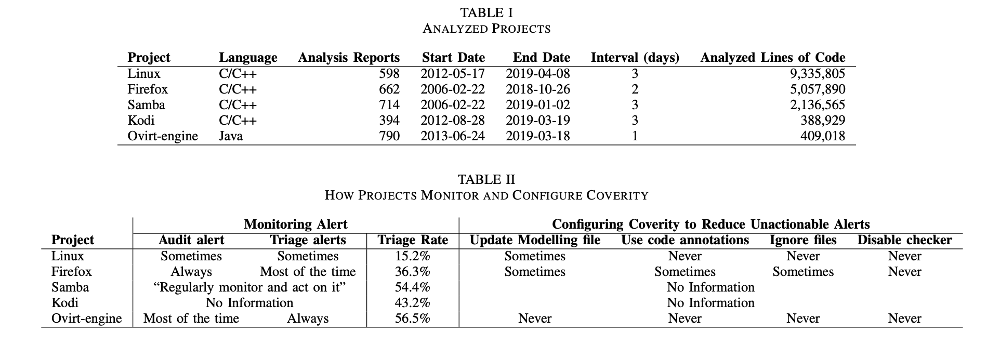 TABLE I
ANALYZED PROJECTS
Project Language Analysis Reports Start Date End Date Interval (days) Analyzed Lines of Code
Linux C/C++ 598 2012-05-17 2019-04-08 3 9,335,805
Firefox C/C++ 662 2006-02-22 2018-10-26 2 5,057,890
Samba C/C++ 714 2006-02-22 2019-01-02 3 2,136,565
Kodi C/C++ 394 2012-08-28 2019-03-19 3 388,929
Ovirt-engine Java 790 2013-06-24 2019-03-18 1 409,018
TABLE II
HOW PROJECTS MONITOR AND CONFIGURE COVERITY
Monitoring Alert Configuring Coverity to Reduce Unactionable Alerts
Project Audit alert Triage alerts Triage Rate Update Modelling file Use code annotations Ignore files Disable checker
Linux Sometimes Sometimes 15.2% Sometimes Never Never Never
Firefox Always Most of the time 36.3% Sometimes Sometimes Sometimes Never
Samba “Regularly monitor and act on it” 54.4% No Information
Kodi No Information 43.2% No Information
Ovirt-engine Most of the time Always 56.5% Never Never Never Never